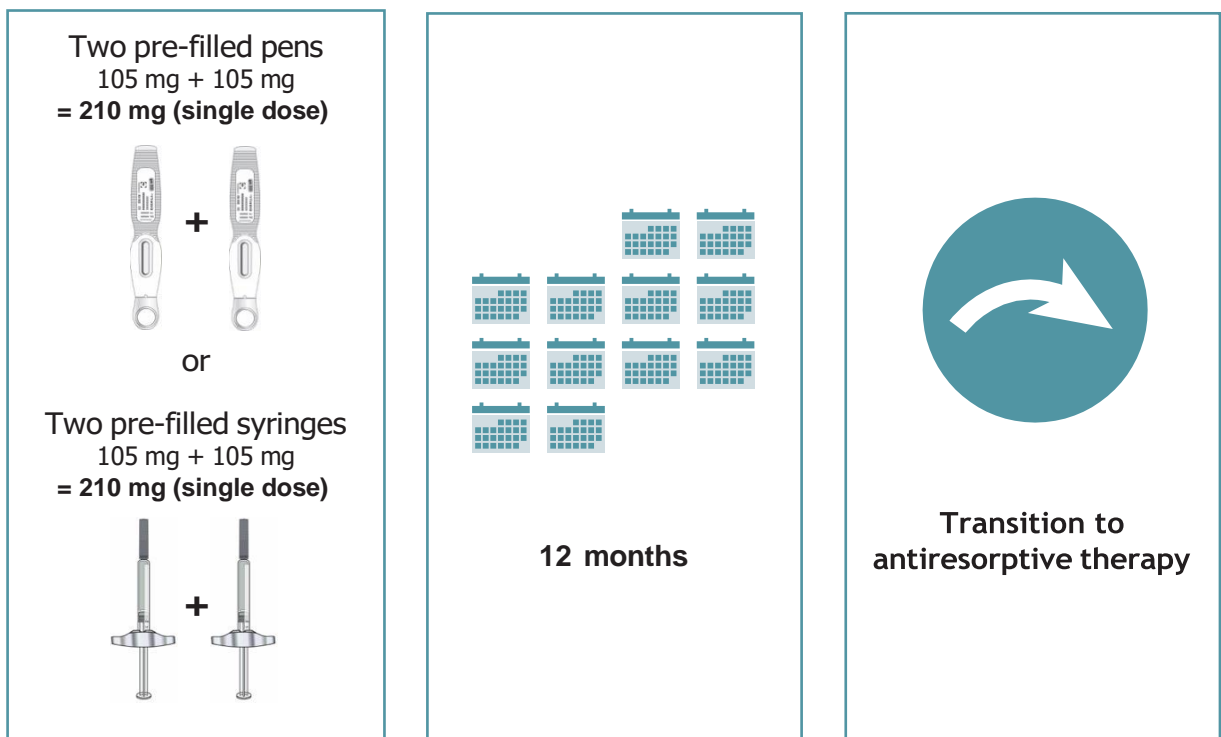 Two pre-filled pens
105 mg + 105 mg
= 210 mg (single dose)
+
or
Two pre-filled syringes
105 mg + 105 mg
= 210 mg (single dose)
+
12 months
Transition to
antiresorptive therapy